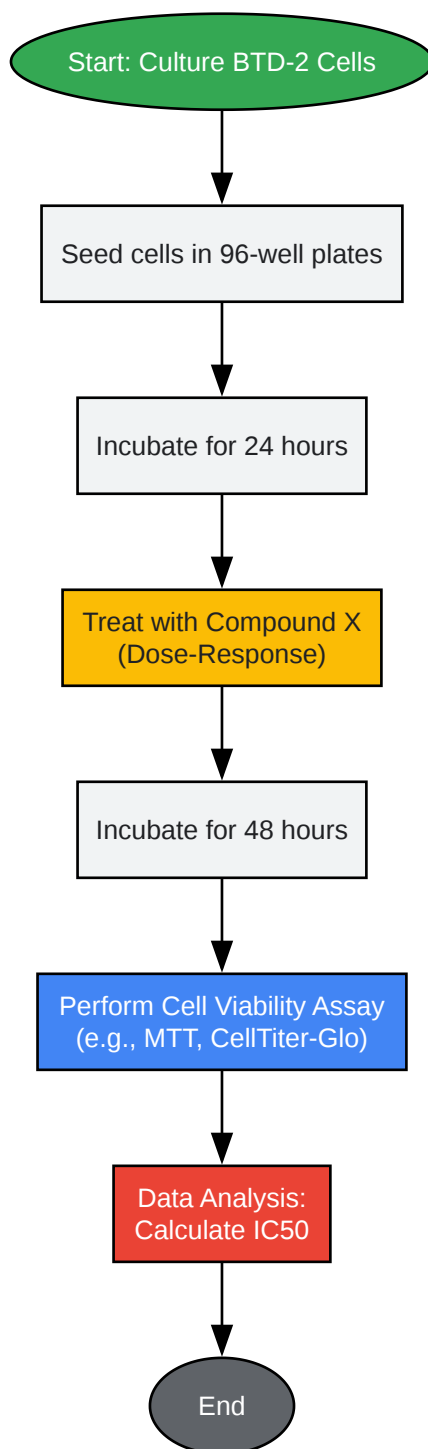 Start: Culture BTD-2 Cells
Seed cells in 96-well plates
Incubate for 24 hours
Treat with Compound X
(Dose-Response)
Incubate for 48 hours
Perform Cell Viability Assay
(e.g., MTT, CellTiter-Glo)
Data Analysis:
Calculate IC50
End